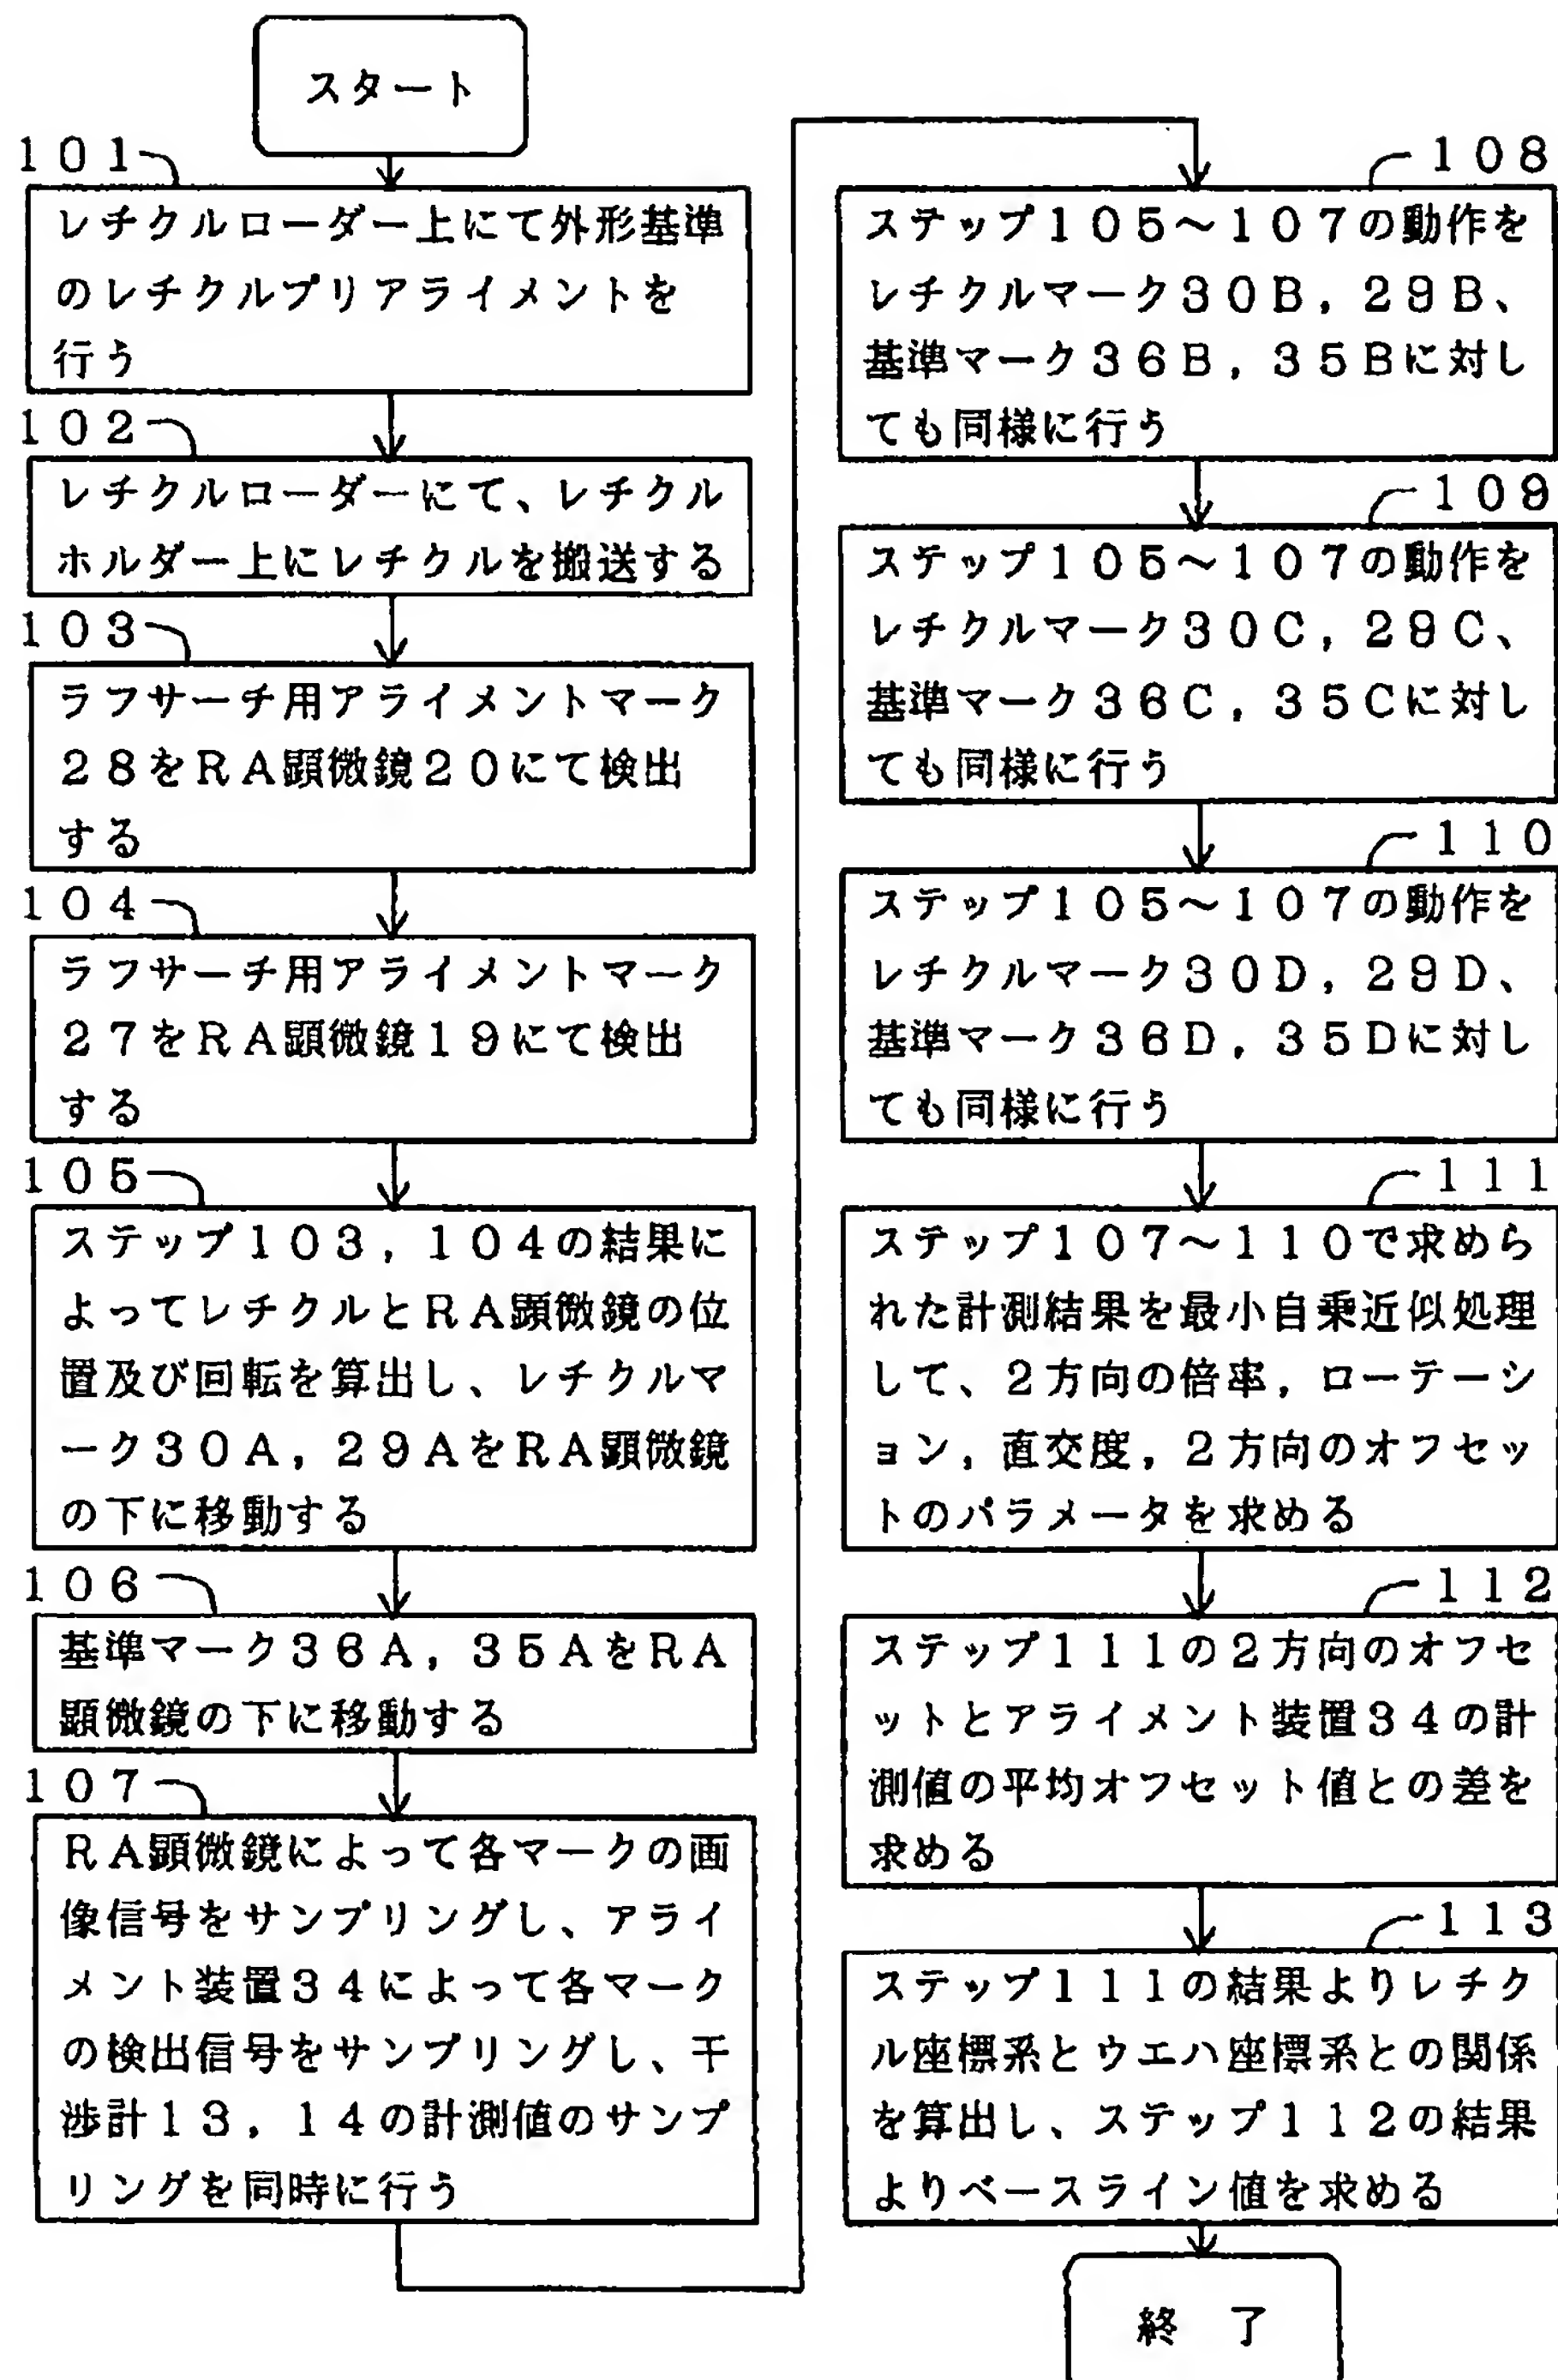 スタート
101
レチクルローダー上にて外形基準
のレチクルプリアライメントを
行う
102
レチクルローダーにて、レチクル
ホルダー上にレチクルを搬送する
103
ラフサーチ用アライメントマーク
28をRA顕微鏡20にて検出
する
104
ラフサーチ用アライメントマーク
27をRA顕微鏡19にて検出
する
105
ステップ103，104の結果に
よってレチクルとRA顕微鏡の位
置及び回転を算出し、レチクルマ
ーク30A，29AをRA顕微鏡
の下に移動する
106
基準マーク36A，35AをRA
顕微鏡の下に移動する
107
RA顕微鏡によって各マークの画
像信号をサンプリングし、アライ
メント装置34によって各マーク
の検出信号をサンプリングし、干
渉計13，14の計測値のサンプ
リングを同時に行う
108
ステップ105～107の動作を
レチクルマーク30B，29B、
基準マーク36B，35Bに対し
ても同様に行う
109
ステップ105～107の動作を
レチクルマーク30C，29C、
基準マーク36C，35Cに対し
ても同様に行う
110
ステップ105～107の動作を
レチクルマーク30D，29D、
基準マーク36D，35Dに対し
ても同様に行う
111
ステップ107～110で求めら
れた計測結果を最小自乗近似処理
して、2方向の倍率，ローテーシ
ョン，直交度，2方向のオフセッ
トのパラメータを求める
112
ステップ111の2方向のオフセ
ットとアライメント装置34の計
測値の平均オフセット値との差を
求める
113
ステップ111の結果よりレチク
ル座標系とウエハ座標系との関係
を算出し、ステップ112の結果
よりベースライン値を求める
終 了